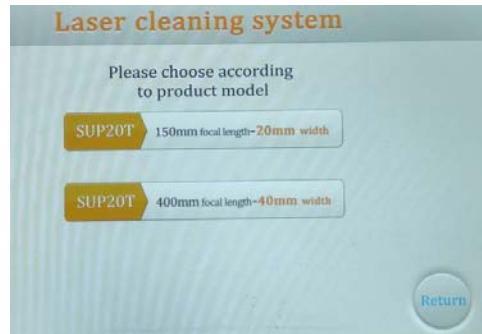 Laser cleaning system
Please choose according
to product model
SUP20T 150mm focal length-20mm width
SUP20T 400mm focal length-40mm width
Return